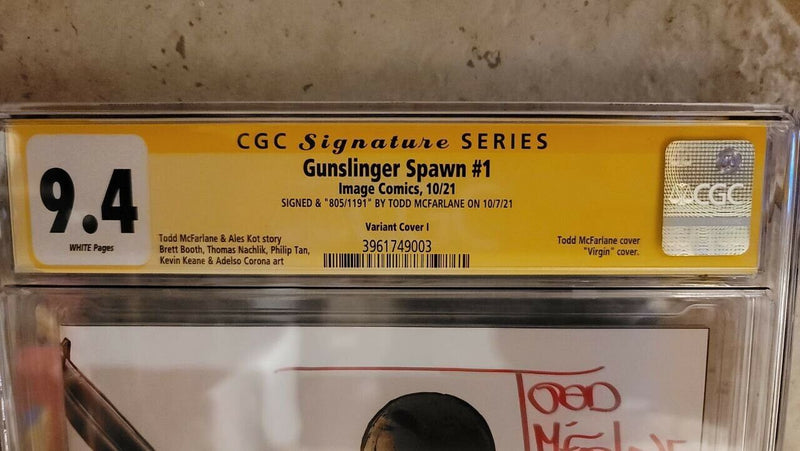 CGC Signature SERIES
Gunslinger Spawn #1
Image Comics, 10/21
SIGNED & "805/1191" BY TODD MCFARLANE ON 10/7/21
Variant Cover I
3961749003
9.4
WHITE Pages
Todd McFarlane & Ales Kot story
Brett Booth, Thomas Nachlik, Philip Tan,
Kevin Keane & Adelso Corona art
Todd McFarlane cover
"Virgin" cover.
CGC
TODD